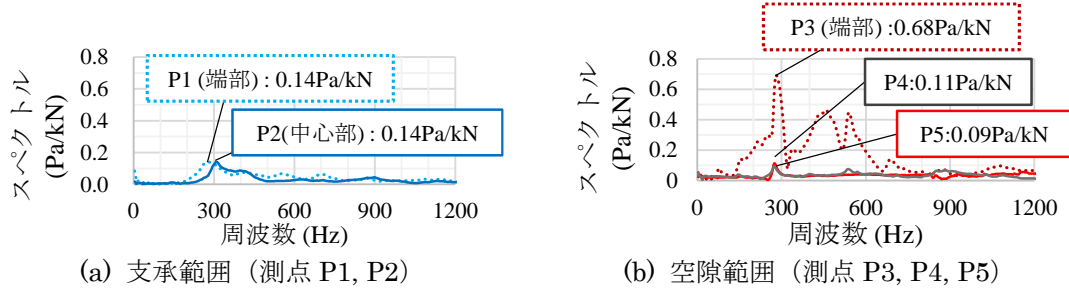 P1 (端部) : 0.14Pa/kN
P2(中心部) : 0.14Pa/kN
スペクトル
(Pa/kN)
0.8
0.6
0.4
0.2
0.0
0
300
600
900
1200
周波数 (Hz)
(a) 支承範囲 (測点 P1, P2)
P3 (端部) :0.68Pa/kN
P4:0.11Pa/kN
P5:0.09Pa/kN
スペクトル
(Pa/kN)
0.8
0.6
0.4
0.2
0
0
300
600
900
1200
周波数 (Hz)
(b) 空隙範囲 (測点 P3, P4, P5)